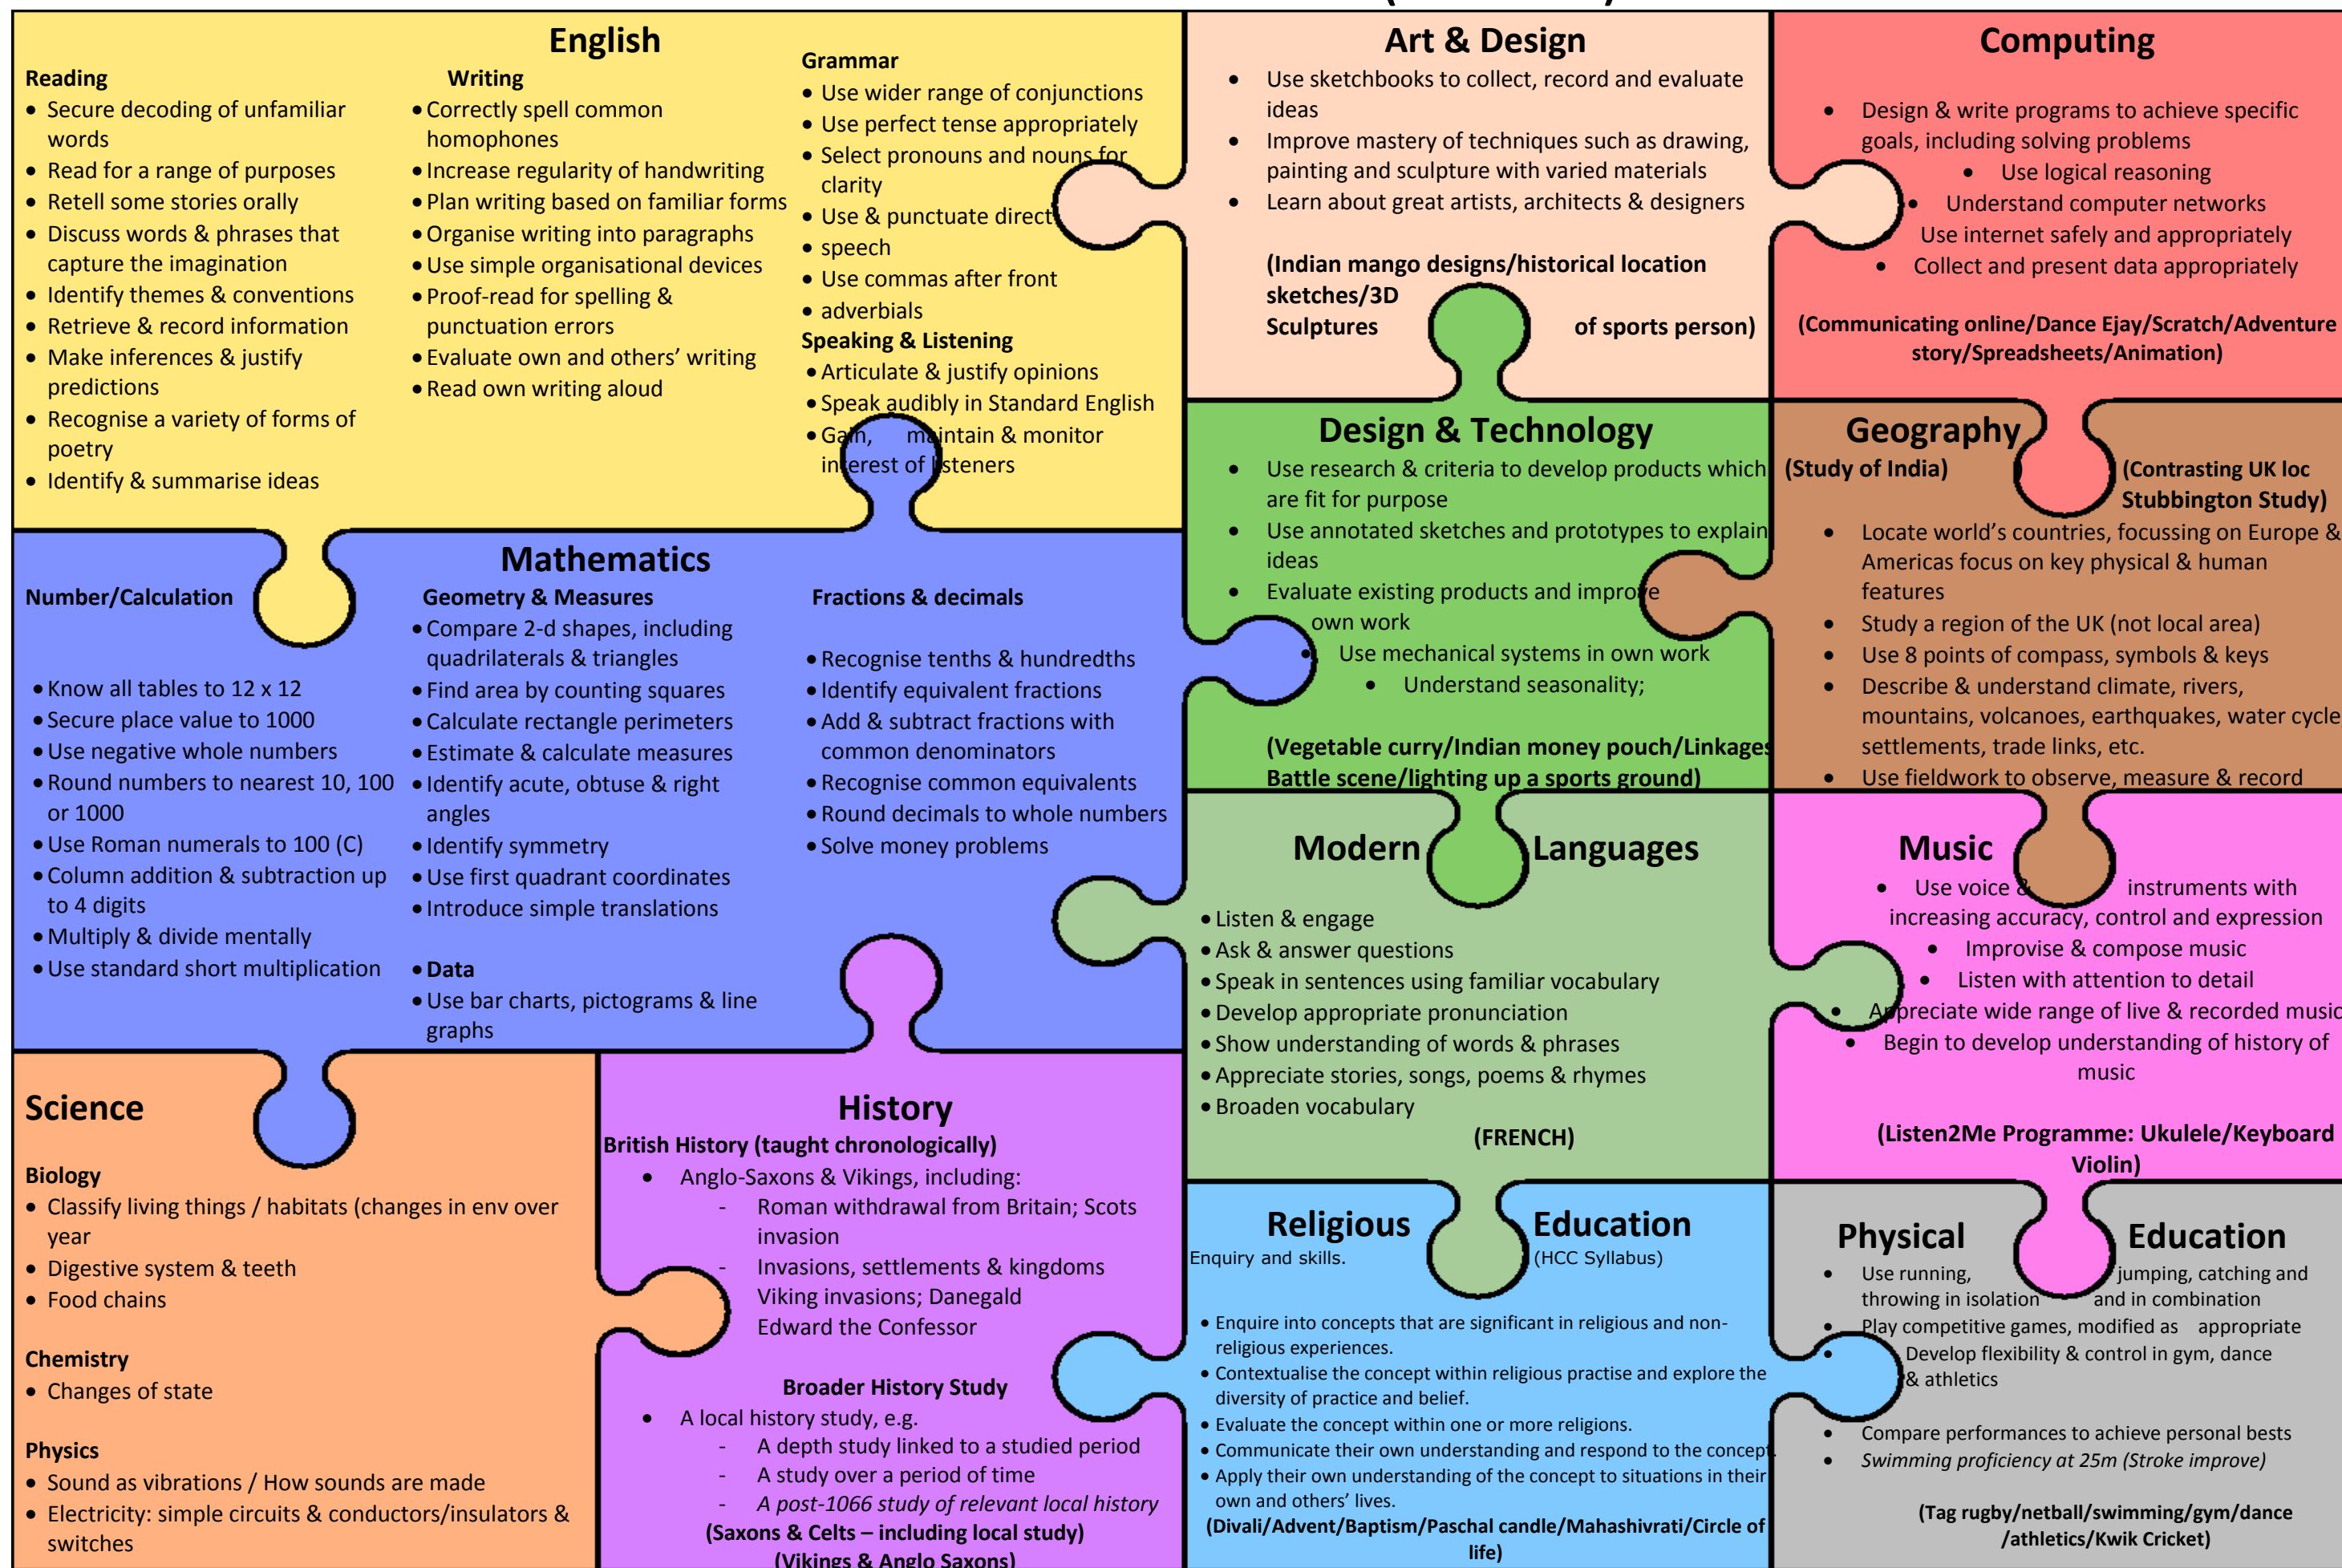 English
Reading
• Secure decoding of unfamiliar
words
• Read for a range of purposes
• Retell some stories orally
• Discuss words & phrases that
capture the imagination
• Identify themes & conventions
• Retrieve & record information
• Make inferences & justify
predictions
• Recognise a variety of forms of
poetry
• Identify & summarise ideas
Writing
• Correctly spell common
homophones
• Increase regularity of handwriting
• Plan writing based on familiar forms
• Organise writing into paragraphs
• Use simple organisational devices
• Proof-read for spelling &
punctuation errors
• Evaluate own and others’ writing
• Read own writing aloud
Grammar
• Use wider range of conjunctions
• Use perfect tense appropriately
• Select pronouns and nouns for
clarity
• Use & punctuate direct
• speech
• Use commas after front
• adverbials
Speaking & Listening
• Articulate & justify opinions
• Speak audibly in Standard English
• Gain, maintain & monitor
interest of listeners
Art & Design
• Use sketchbooks to collect, record and evaluate
ideas
• Improve mastery of techniques such as drawing,
painting and sculpture with varied materials
• Learn about great artists, architects & designers
(Indian mango designs/historical location
sketches/3D
Sculptures of sports person)
Computing
• Design & write programs to achieve specific
goals, including solving problems
• Use logical reasoning
• Understand computer networks
Use internet safely and appropriately
• Collect and present data appropriately
(Communicating online/Dance Ejay/Scratch/Adventure
story/Spreadsheets/Animation)
Mathematics
Number/Calculation
• Know all tables to 12 x 12
• Secure place value to 1000
• Use negative whole numbers
• Round numbers to nearest 10, 100
or 1000
• Use Roman numerals to 100 (C)
• Column addition & subtraction up
to 4 digits
• Multiply & divide mentally
• Use standard short multiplication
Geometry & Measures
• Compare 2-d shapes, including
quadrilaterals & triangles
• Find area by counting squares
• Calculate rectangle perimeters
• Estimate & calculate measures
• Identify acute, obtuse & right
angles
• Identify symmetry
• Use first quadrant coordinates
• Introduce simple translations
• Data
• Use bar charts, pictograms & line
graphs
Fractions & decimals
• Recognise tenths & hundredths
• Identify equivalent fractions
• Add & subtract fractions with
common denominators
• Recognise common equivalents
• Round decimals to whole numbers
• Solve money problems
Design & Technology
• Use research & criteria to develop products which
are fit for purpose
• Use annotated sketches and prototypes to explain
ideas
• Evaluate existing products and improve
own work
• Use mechanical systems in own work
• Understand seasonality;
(Vegetable curry/Indian money pouch/Linkages
Battle scene/lighting up a sports ground)
Geography
(Study of India) (Contrasting UK loc
Stubbington Study)
• Locate world’s countries, focussing on Europe &
Americas focus on key physical & human
features
• Study a region of the UK (not local area)
• Use 8 points of compass, symbols & keys
• Describe & understand climate, rivers,
mountains, volcanoes, earthquakes, water cycle
settlements, trade links, etc.
• Use fieldwork to observe, measure & record
Modern Languages
• Listen & engage
• Ask & answer questions
• Speak in sentences using familiar vocabulary
• Develop appropriate pronunciation
• Show understanding of words & phrases
• Appreciate stories, songs, poems & rhymes
• Broaden vocabulary
(FRENCH)
Music
• Use voice & instruments with
increasing accuracy, control and expression
• Improvise & compose music
• Listen with attention to detail
• Appreciate wide range of live & recorded music
• Begin to develop understanding of history of
music
(Listen2Me Programme: Ukulele/Keyboard
Violin)
Science
Biology
• Classify living things / habitats (changes in env over
year
• Digestive system & teeth
• Food chains
Chemistry
• Changes of state
Physics
• Sound as vibrations / How sounds are made
• Electricity: simple circuits & conductors/insulators &
switches
History
British History (taught chronologically)
• Anglo-Saxons & Vikings, including:
- Roman withdrawal from Britain; Scots
invasion
- Invasions, settlements & kingdoms
Viking invasions; Danegald
Edward the Confessor
Broader History Study
• A local history study, e.g.
- A depth study linked to a studied period
- A study over a period of time
- A post-1066 study of relevant local history
(Saxons & Celts – including local study)
(Vikings & Anglo Saxons)
Religious Education
Enquiry and skills. (HCC Syllabus)
• Enquire into concepts that are significant in religious and non-
religious experiences.
• Contextualise the concept within religious practise and explore the
diversity of practice and belief.
• Evaluate the concept within one or more religions.
• Communicate their own understanding and respond to the concept.
• Apply their own understanding of the concept to situations in their
own and others’ lives.
(Divali/Advent/Baptism/Paschal candle/Mahashivrati/Circle of
life)
Physical Education
• Use running, jumping, catching and
throwing in isolation and in combination
• Play competitive games, modified as appropriate
• Develop flexibility & control in gym, dance
& athletics
• Compare performances to achieve personal bests
• Swimming proficiency at 25m (Stroke improve)
(Tag rugby/netball/swimming/gym/dance
/athletics/Kwik Cricket)